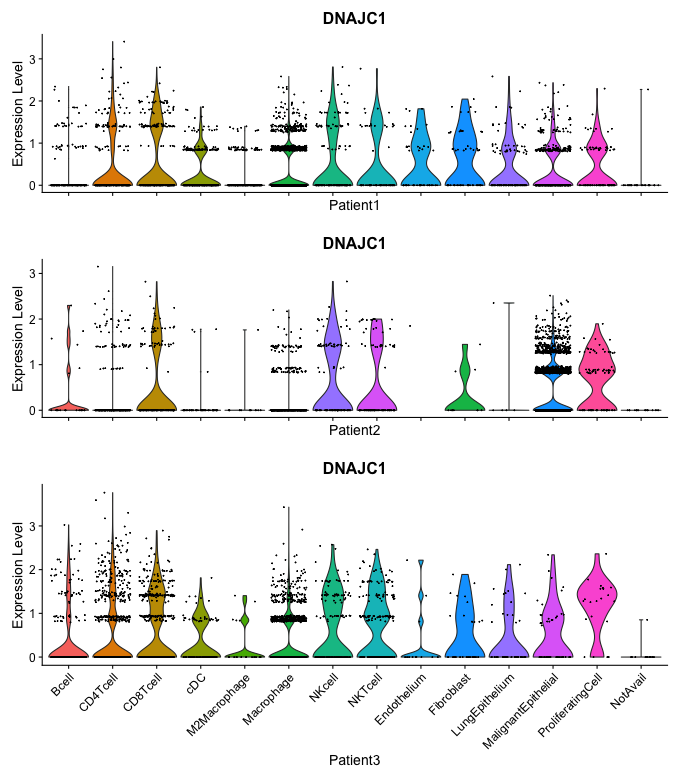 DNAJC1
Expression Level
3
2
1
0
Patient1
DNAJC1
Expression Level
3
2
1
0
Patient2
DNAJC1
Expression Level
3
2
1
0
Bcell
CD4Tcell
CD8Tcell
cDC
M2Macrophage
Macrophage
NKcell
NKTcell
Endothelium
Fibroblast
LungEpithelium
MalignantEpithelial
ProliferatingCell
NotAvail
Patient3